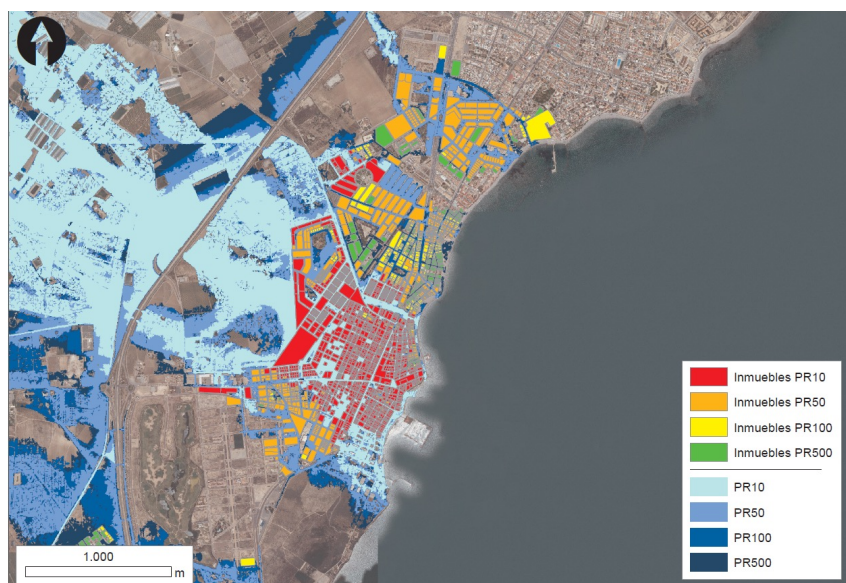 Inmuebles PR10
Inmuebles PR50
Inmuebles PR100
Inmuebles PR500
PR10
PR50
PR100
PR500
1.000
m